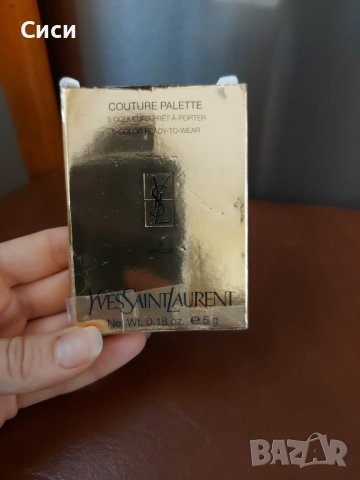 Сиси
COUTURE PALETTE
5 COULEURS PRÊT-À-PORTER
5 COLOR READY-TO-WEAR
YSL
YVESSAINTLAURENT
Net Wt. 0.18 oz. ℮ 5 g
BAZAR